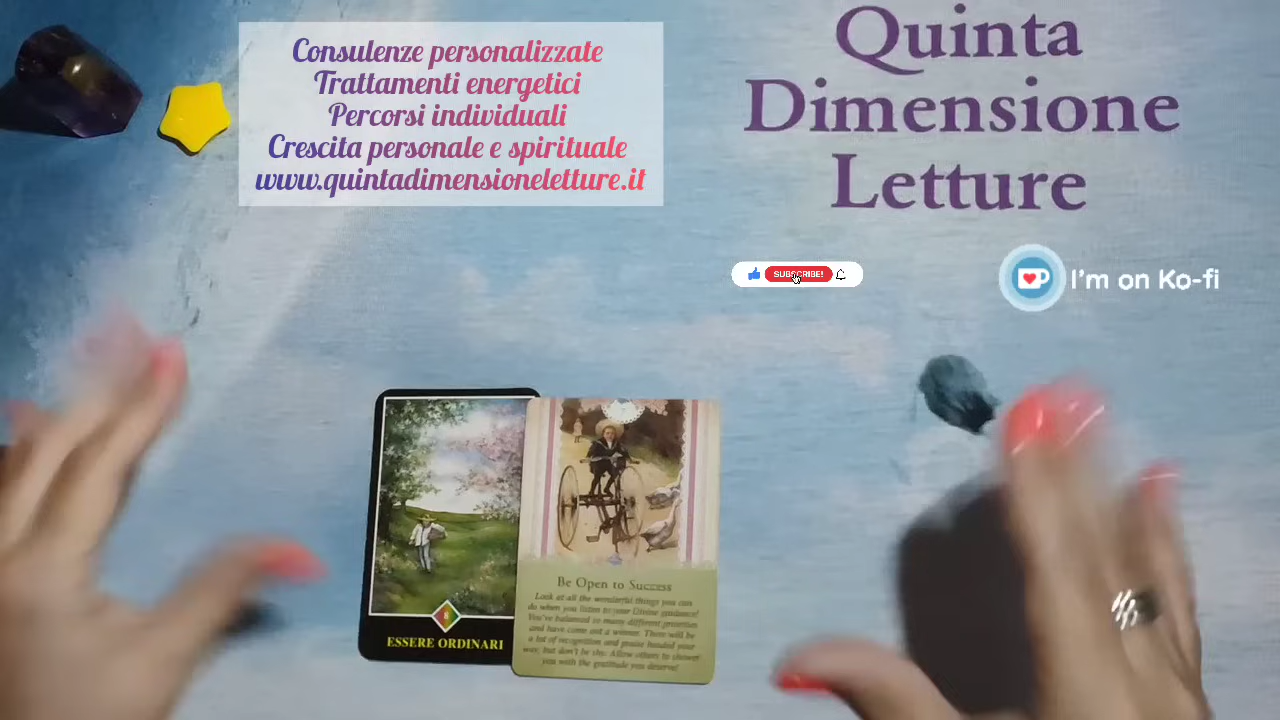 Consulenze personalizzate
Trattamenti energetici
Percorsi individuali
Crescita personale e spirituale
www.quintadimensioneletture.it
Quinta
Dimensione
Letture
SUBSCRIBE!
I'm on Ko-fi
ESSERE ORDINARI
Be Open to Success
Look at all the wonderful things you can
do when you listen to your Divine guidance!
You've balanced so many different priorities
and have come out a winner. There will be
a lot of recognition and praise headed your
way; but don't be shy. Allow others to shower
you with the gratitude you deserve!